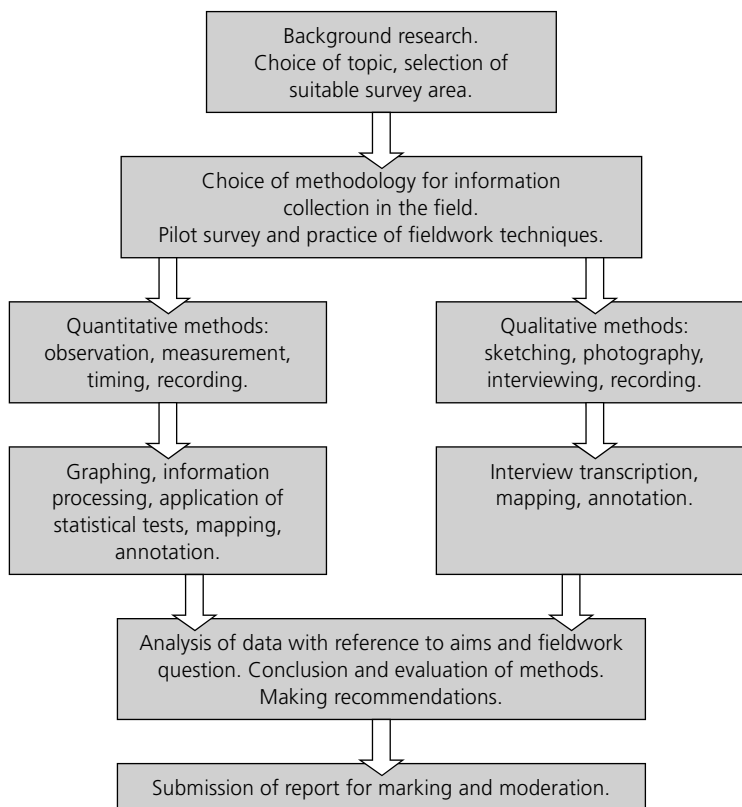 Background research.
Choice of topic, selection of
suitable survey area.
Choice of methodology for information
collection in the field.
Pilot survey and practice of fieldwork techniques.
Quantitative methods:
observation, measurement,
timing, recording.
Qualitative methods:
sketching, photography,
interviewing, recording.
Graphing, information
processing, application of
statistical tests, mapping,
annotation.
Interview transcription,
mapping, annotation.
Analysis of data with reference to aims and fieldwork
question. Conclusion and evaluation of methods.
Making recommendations.
Submission of report for marking and moderation.